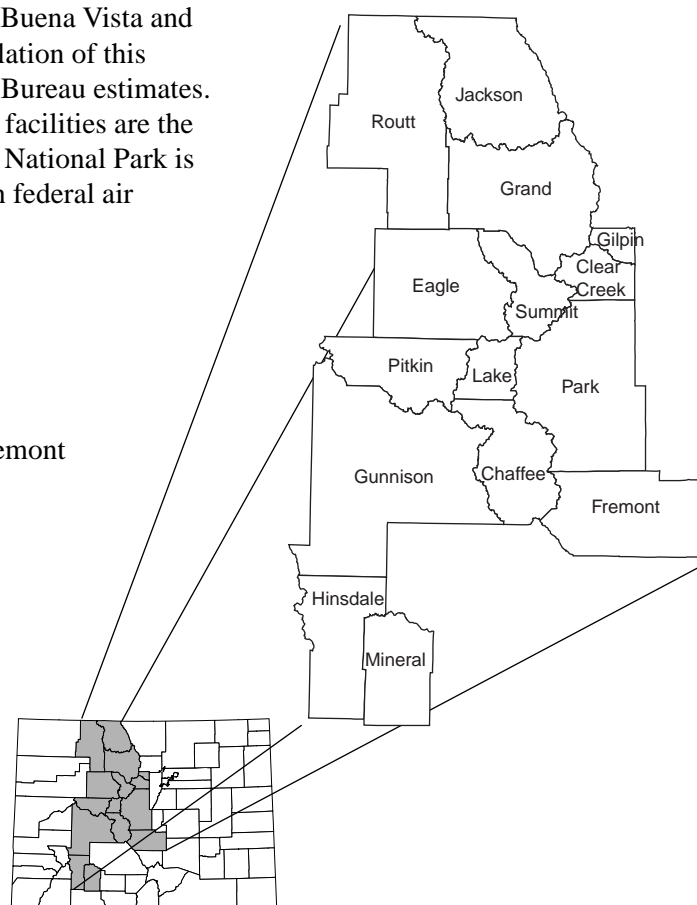 Buena Vista and
lation of this
Bureau estimates.
facilities are the
National Park is
n federal air
emont
Jackson
Routt
Grand
Gilpin
Clear
Creek
Eagle
Summit
Pitkin
Lake
Park
Gunnison
Chaffee
Fremont
Hinsdale
Mineral